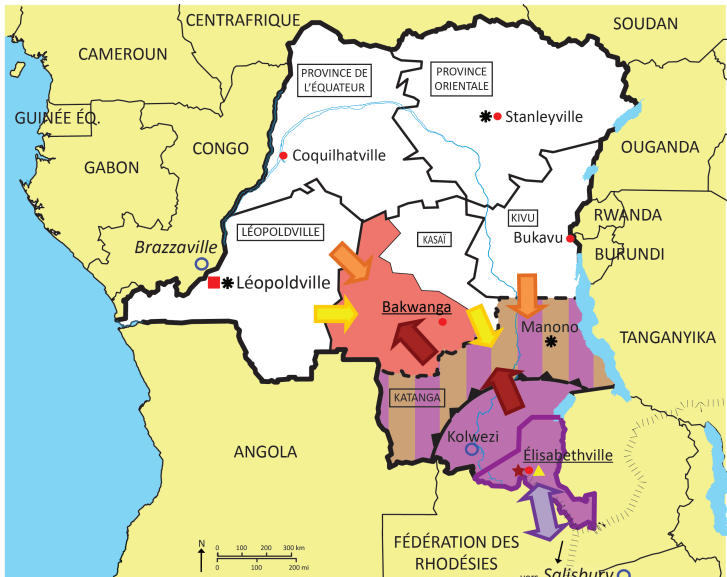 CENTRAFRIQUE
SOUDAN
CAMEROUN
PROVINCE DE
L'ÉQUATEUR
PROVINCE
ORIENTALE
GUINÉE ÉQ.
Stanleyville
CONGO
Coquilhatville
OUGANDA
GABON
RWANDA
KIVU
LÉOPOLDVILLE
KASAÏ
Bukavu
Brazzaville
BURUNDI
Léopoldville
Bakwanga
Manono
TANGANYIKA
KATANGA
Kolwezi
ANGOLA
Élisabethville
FÉDÉRATION DES
RHODÉSIES
N
0 100 200 300 km
0 100 200 mi
vers Salisbury